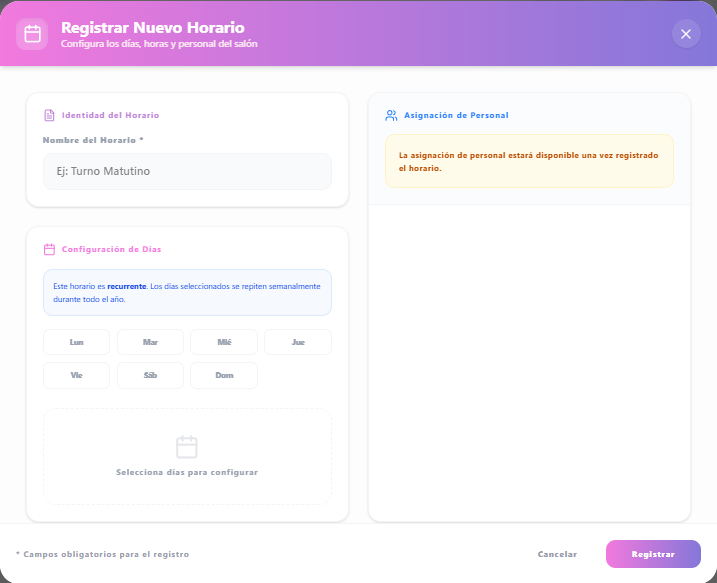 Registrar Nuevo Horario
Configura los días, horas y personal del salón
Identidad del Horario
Nombre del Horario *
Ej: Turno Matutino
Configuración de Días
Este horario es recurrente. Los días seleccionados se repiten semanalmente
durante todo el año.
Lun
Mar
Mié
Jue
Vie
Sáb
Dom
Selecciona días para configurar
Asignación de Personal
La asignación de personal estará disponible una vez registrado
el horario.
* Campos obligatorios para el registro
Cancelar
Registrar